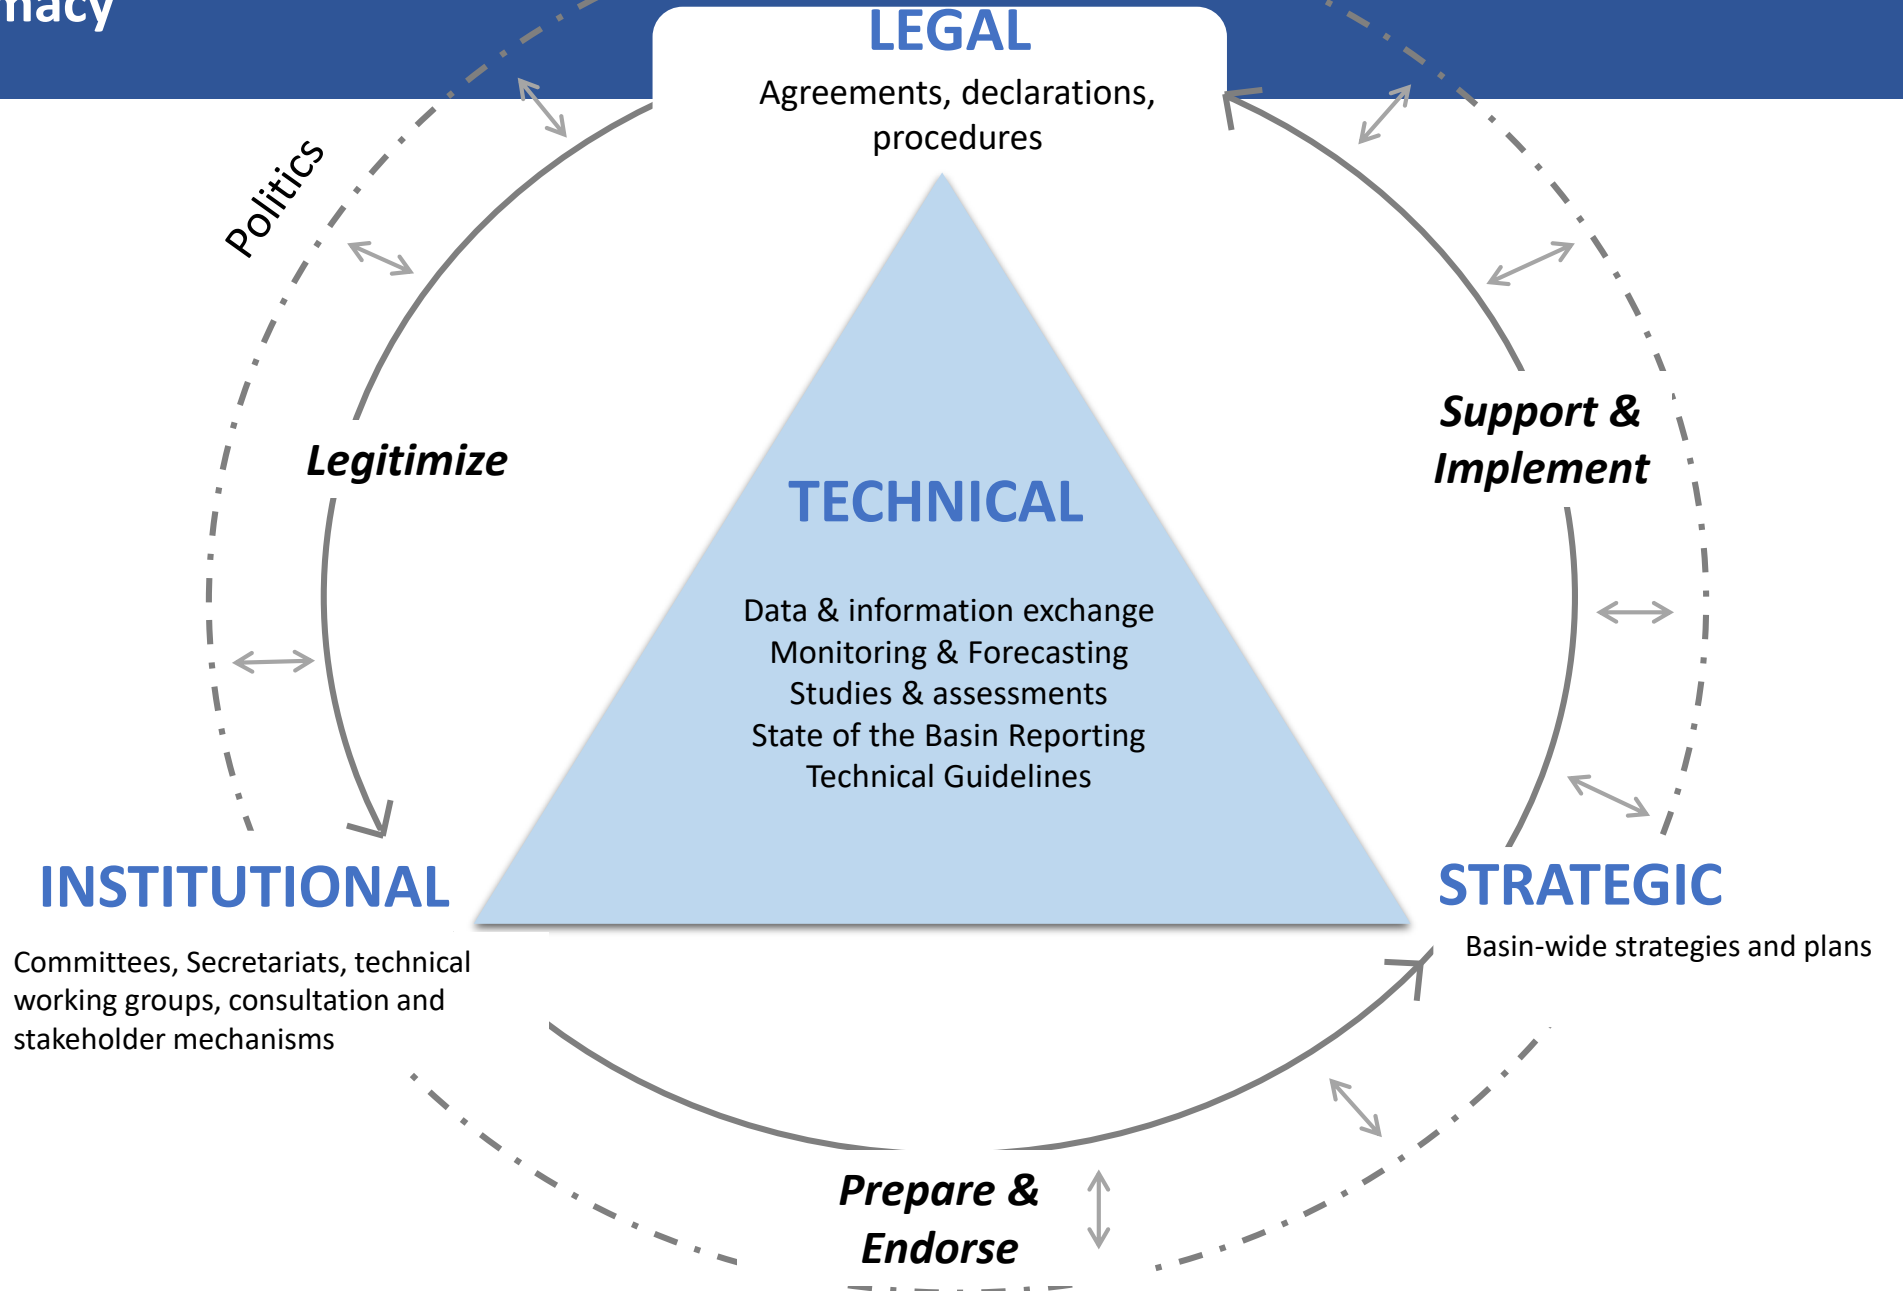 LEGAL
Agreements, declarations,
procedures
Politics
Legitimize
Support &
Implement
TECHNICAL
Data & information exchange
Monitoring & Forecasting
Studies & assessments
State of the Basin Reporting
Technical Guidelines
INSTITUTIONAL
Committees, Secretariats, technical
working groups, consultation and
stakeholder mechanisms
STRATEGIC
Basin-wide strategies and plans
Prepare &
Endorse